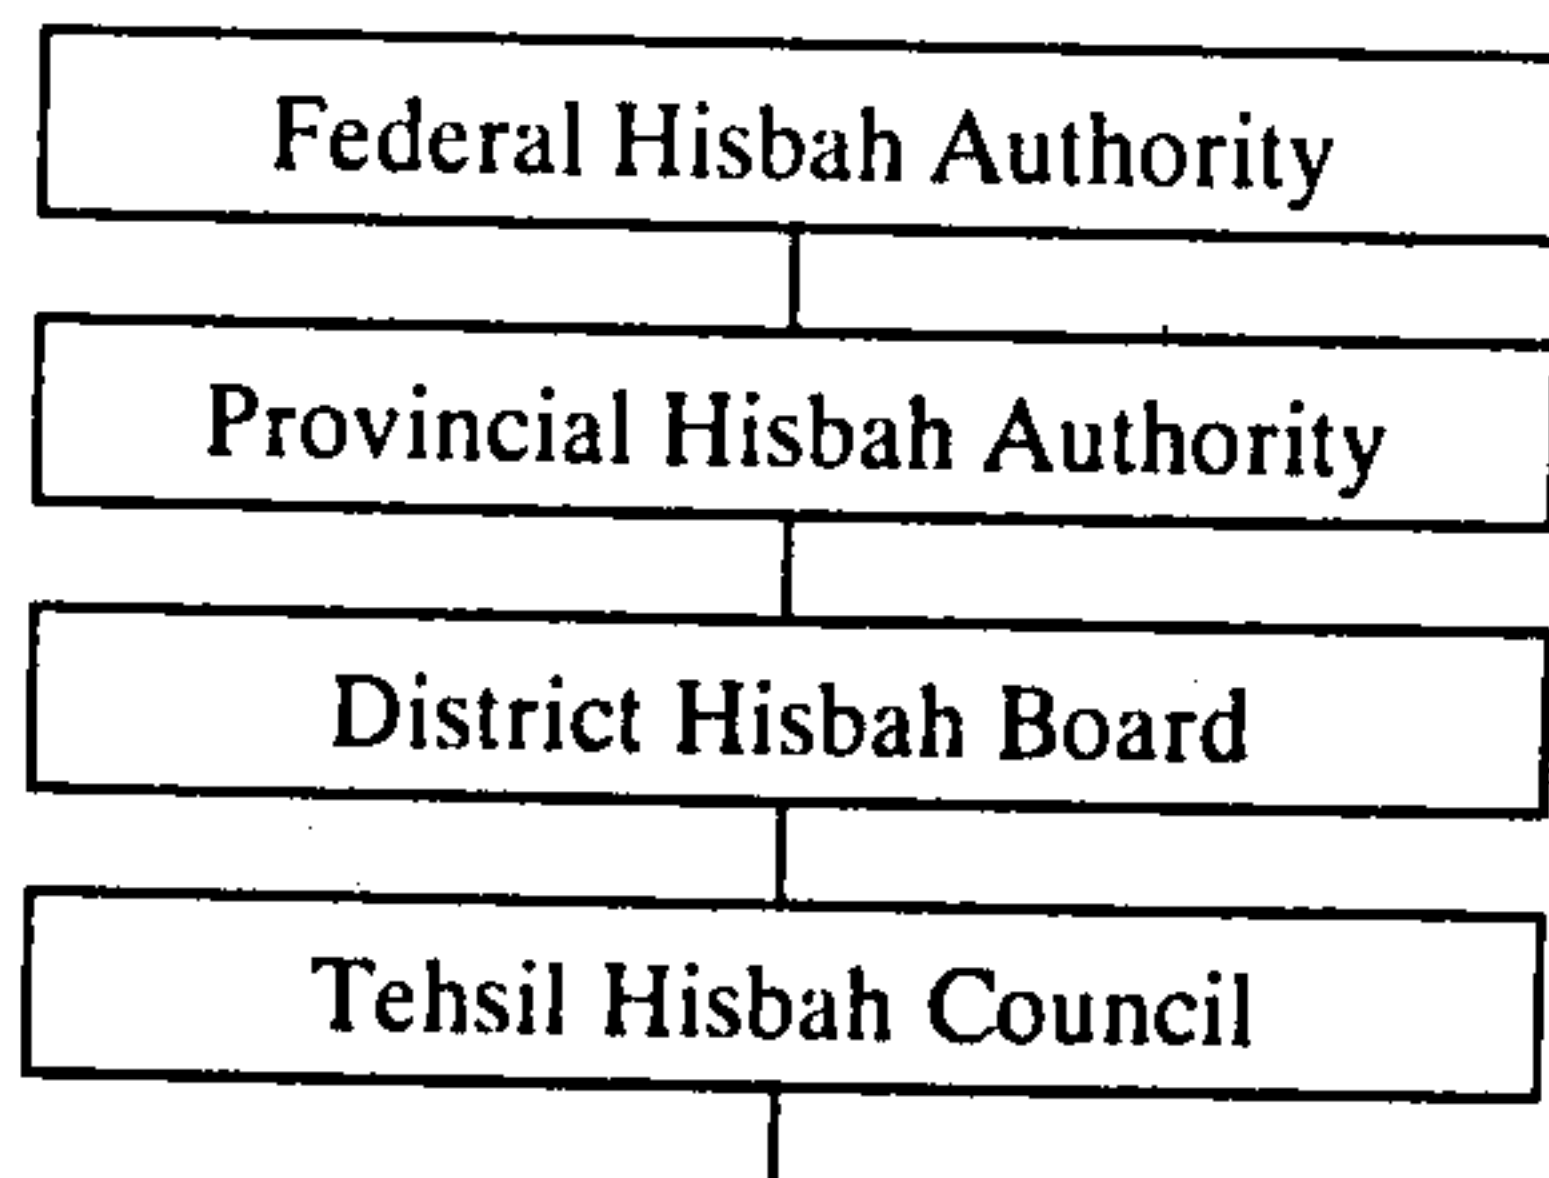 Federal Hisbah Authority
Provincial Hisbah Authority
District Hisbah Board
Tehsil Hisbah Council